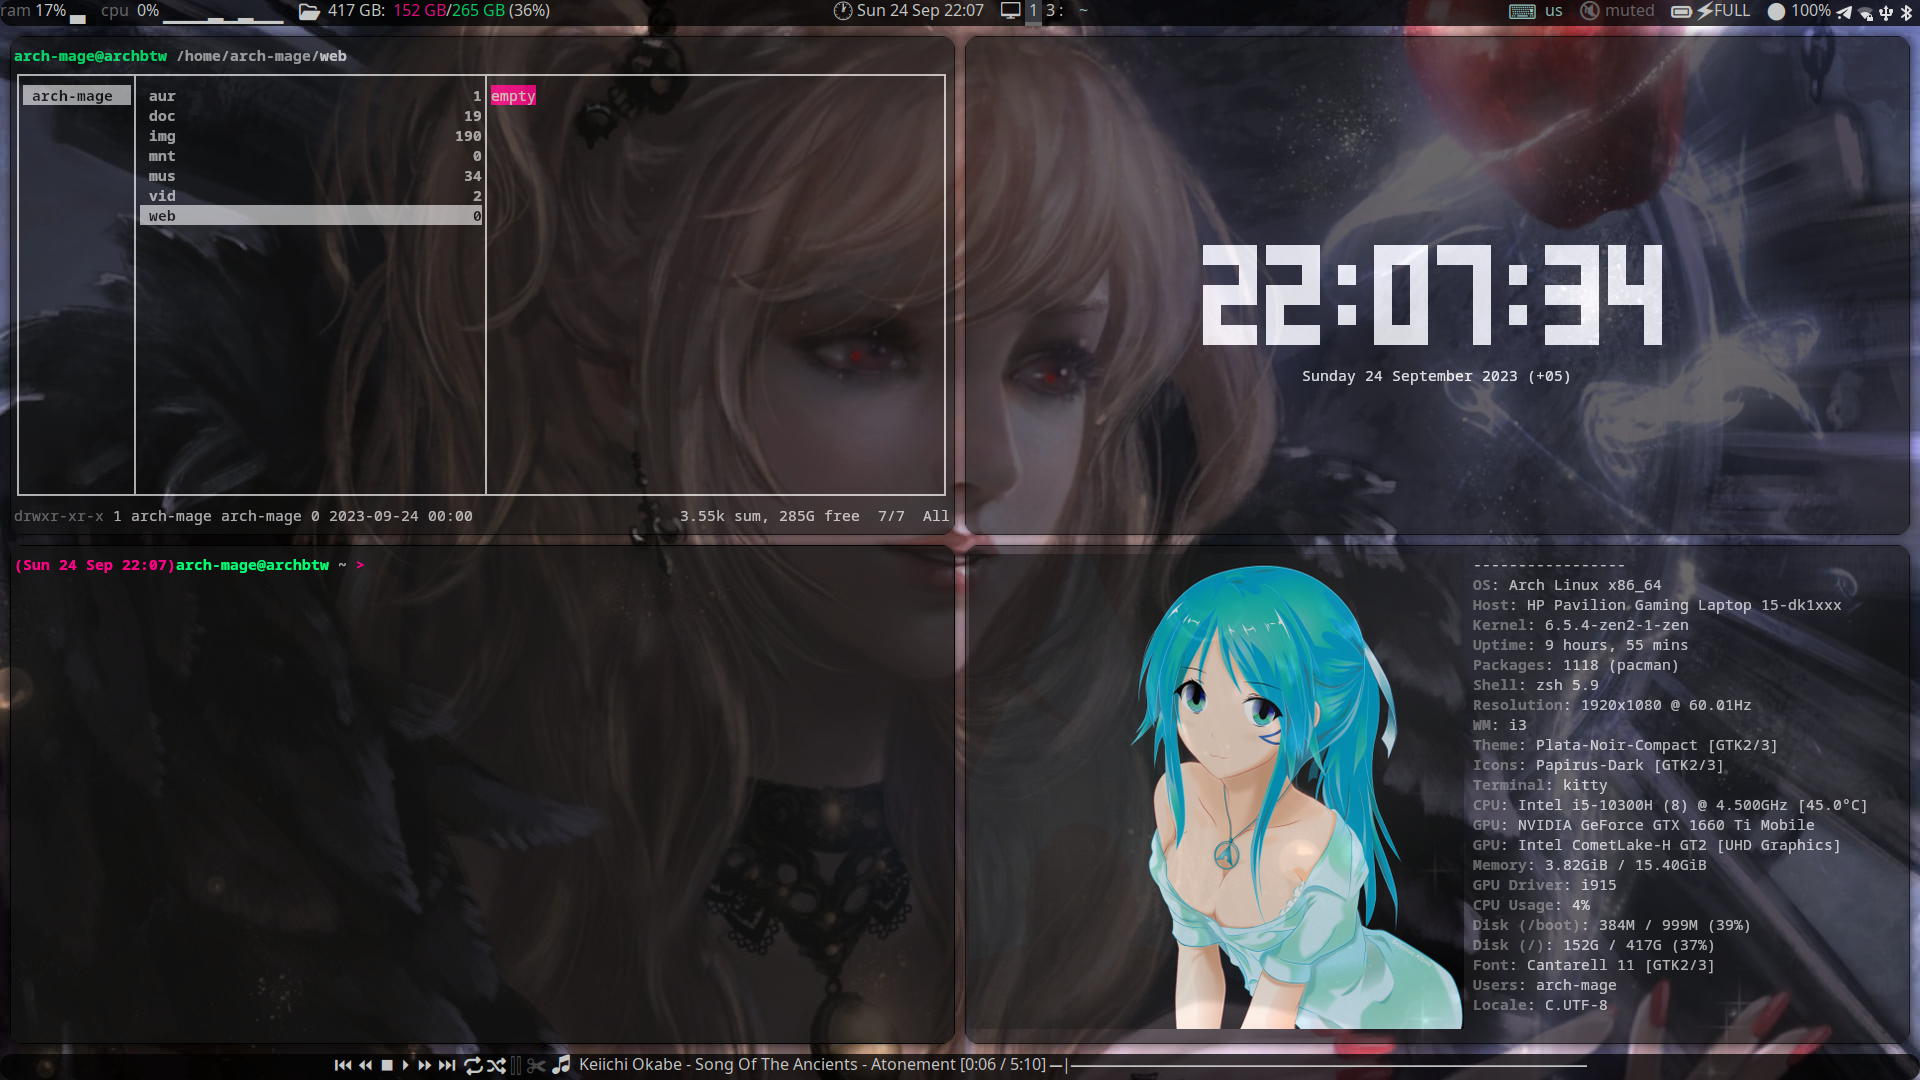 ram 17% cpu 0% 417 GB: 152 GB/265 GB (36%) Sun 24 Sep 22:07 1 3: ~ us muted FULL 100%
arch-mage@archbtw /home/arch-mage/web
arch-mage
aur 1
doc 19
img 190
mnt 0
mus 34
vid 2
web 0
empty
drwxr-xr-x 1 arch-mage arch-mage 0 2023-09-24 00:00 3.55k sum, 285G free 7/7 All
22:07:34
Sunday 24 September 2023 (+05)
(Sun 24 Sep 22:07)arch-mage@archbtw ~ >
-----------------
OS: Arch Linux x86_64
Host: HP Pavilion Gaming Laptop 15-dk1xxx
Kernel: 6.5.4-zen2-1-zen
Uptime: 9 hours, 55 mins
Packages: 1118 (pacman)
Shell: zsh 5.9
Resolution: 1920x1080 @ 60.01Hz
WM: i3
Theme: Plata-Noir-Compact [GTK2/3]
Icons: Papirus-Dark [GTK2/3]
Terminal: kitty
CPU: Intel i5-10300H (8) @ 4.500GHz [45.0°C]
GPU: NVIDIA GeForce GTX 1660 Ti Mobile
GPU: Intel CometLake-H GT2 [UHD Graphics]
Memory: 3.82GiB / 15.40GiB
GPU Driver: i915
CPU Usage: 4%
Disk (/boot): 384M / 999M (39%)
Disk (/): 152G / 417G (37%)
Font: Cantarell 11 [GTK2/3]
Users: arch-mage
Locale: C.UTF-8
Keiichi Okabe - Song Of The Ancients - Atonement [0:06 / 5:10]